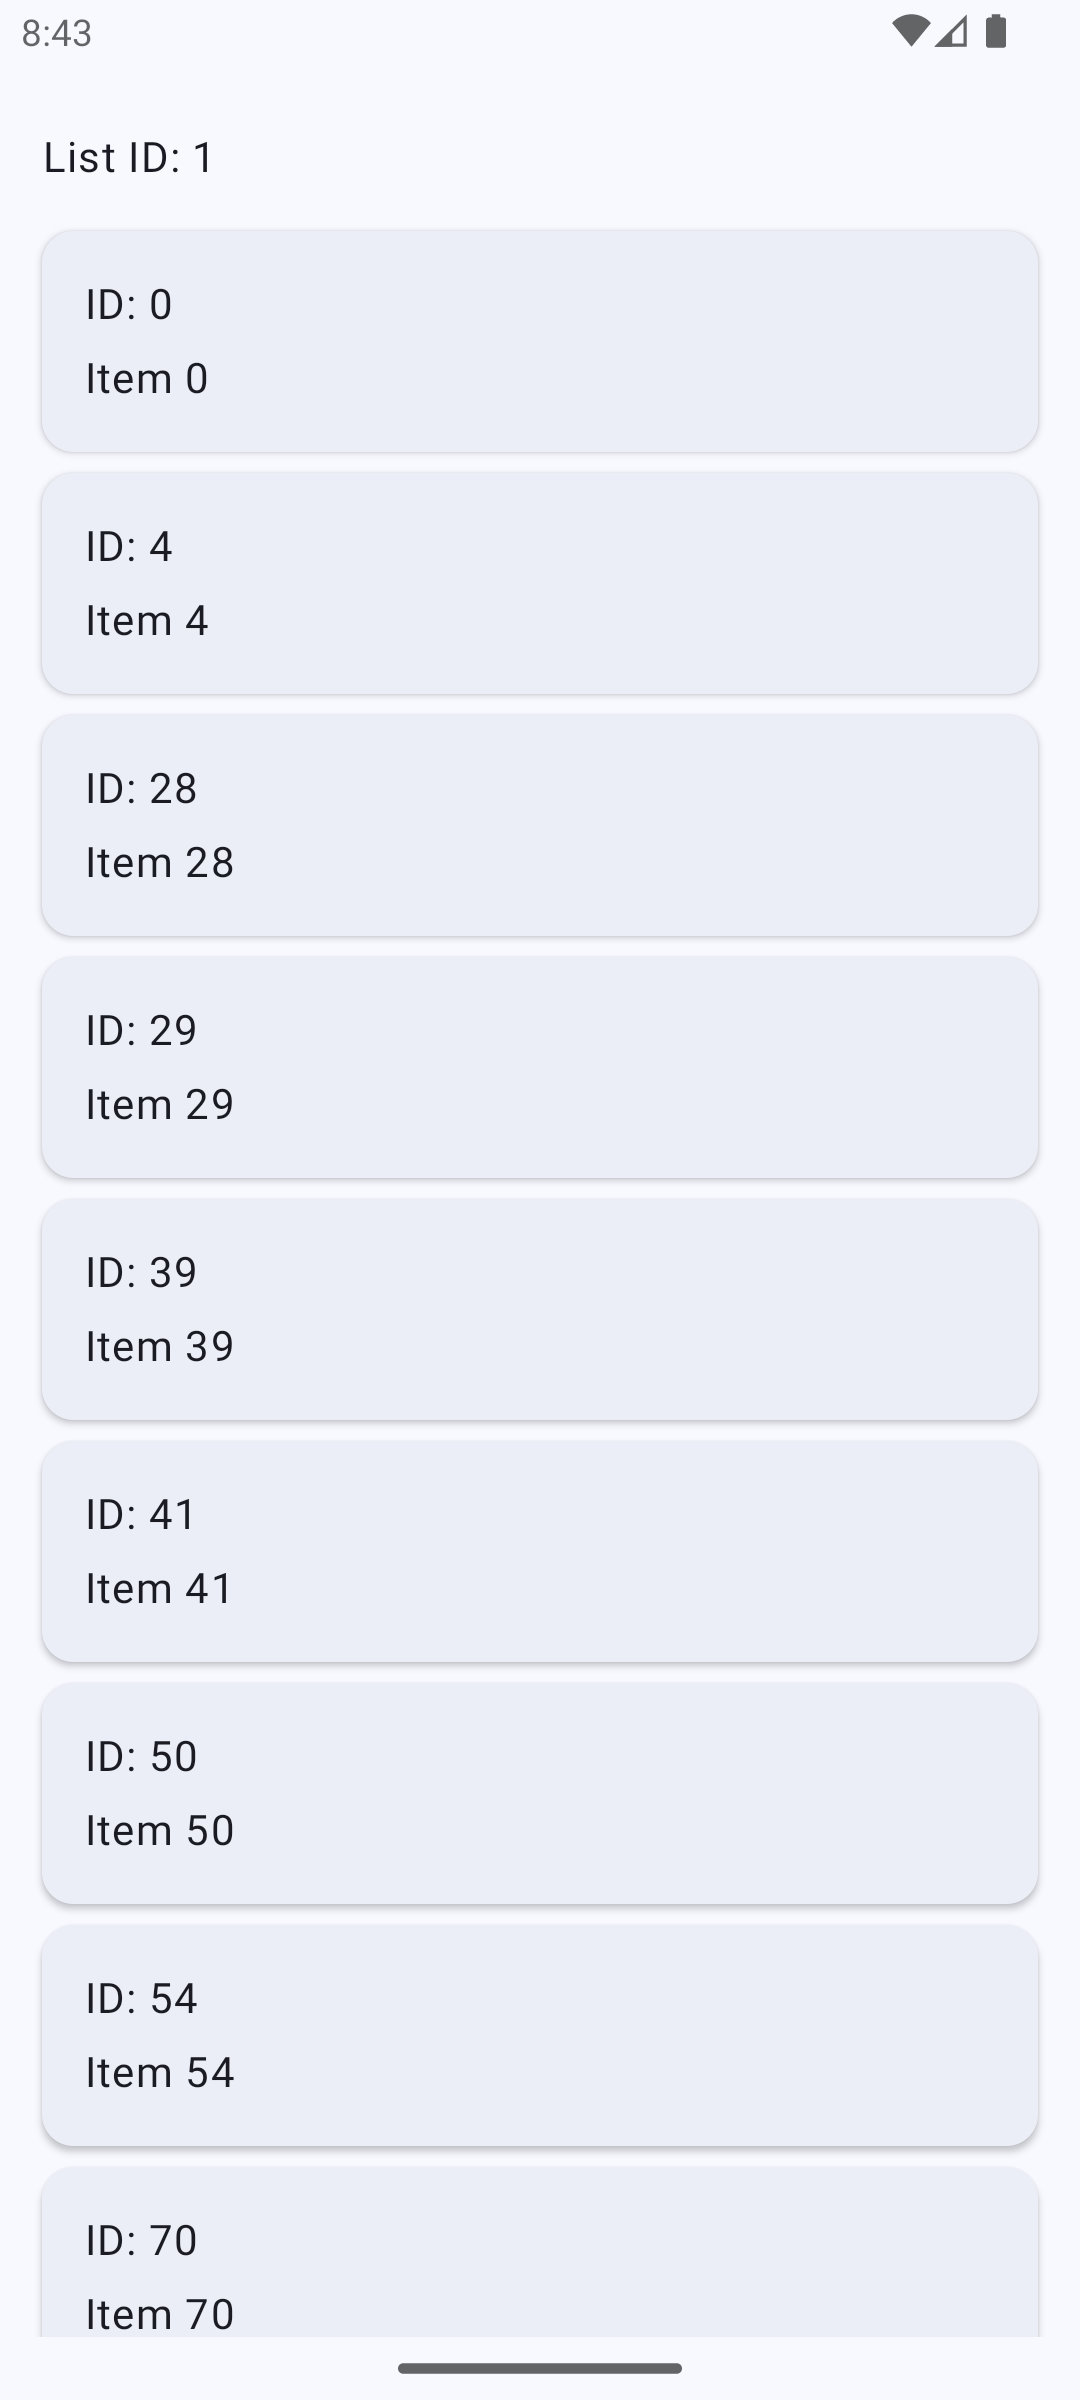 8:43
List ID: 1
ID: 0
Item 0
ID: 4
Item 4
ID: 28
Item 28
ID: 29
Item 29
ID: 39
Item 39
ID: 41
Item 41
ID: 50
Item 50
ID: 54
Item 54
ID: 70
Item 70